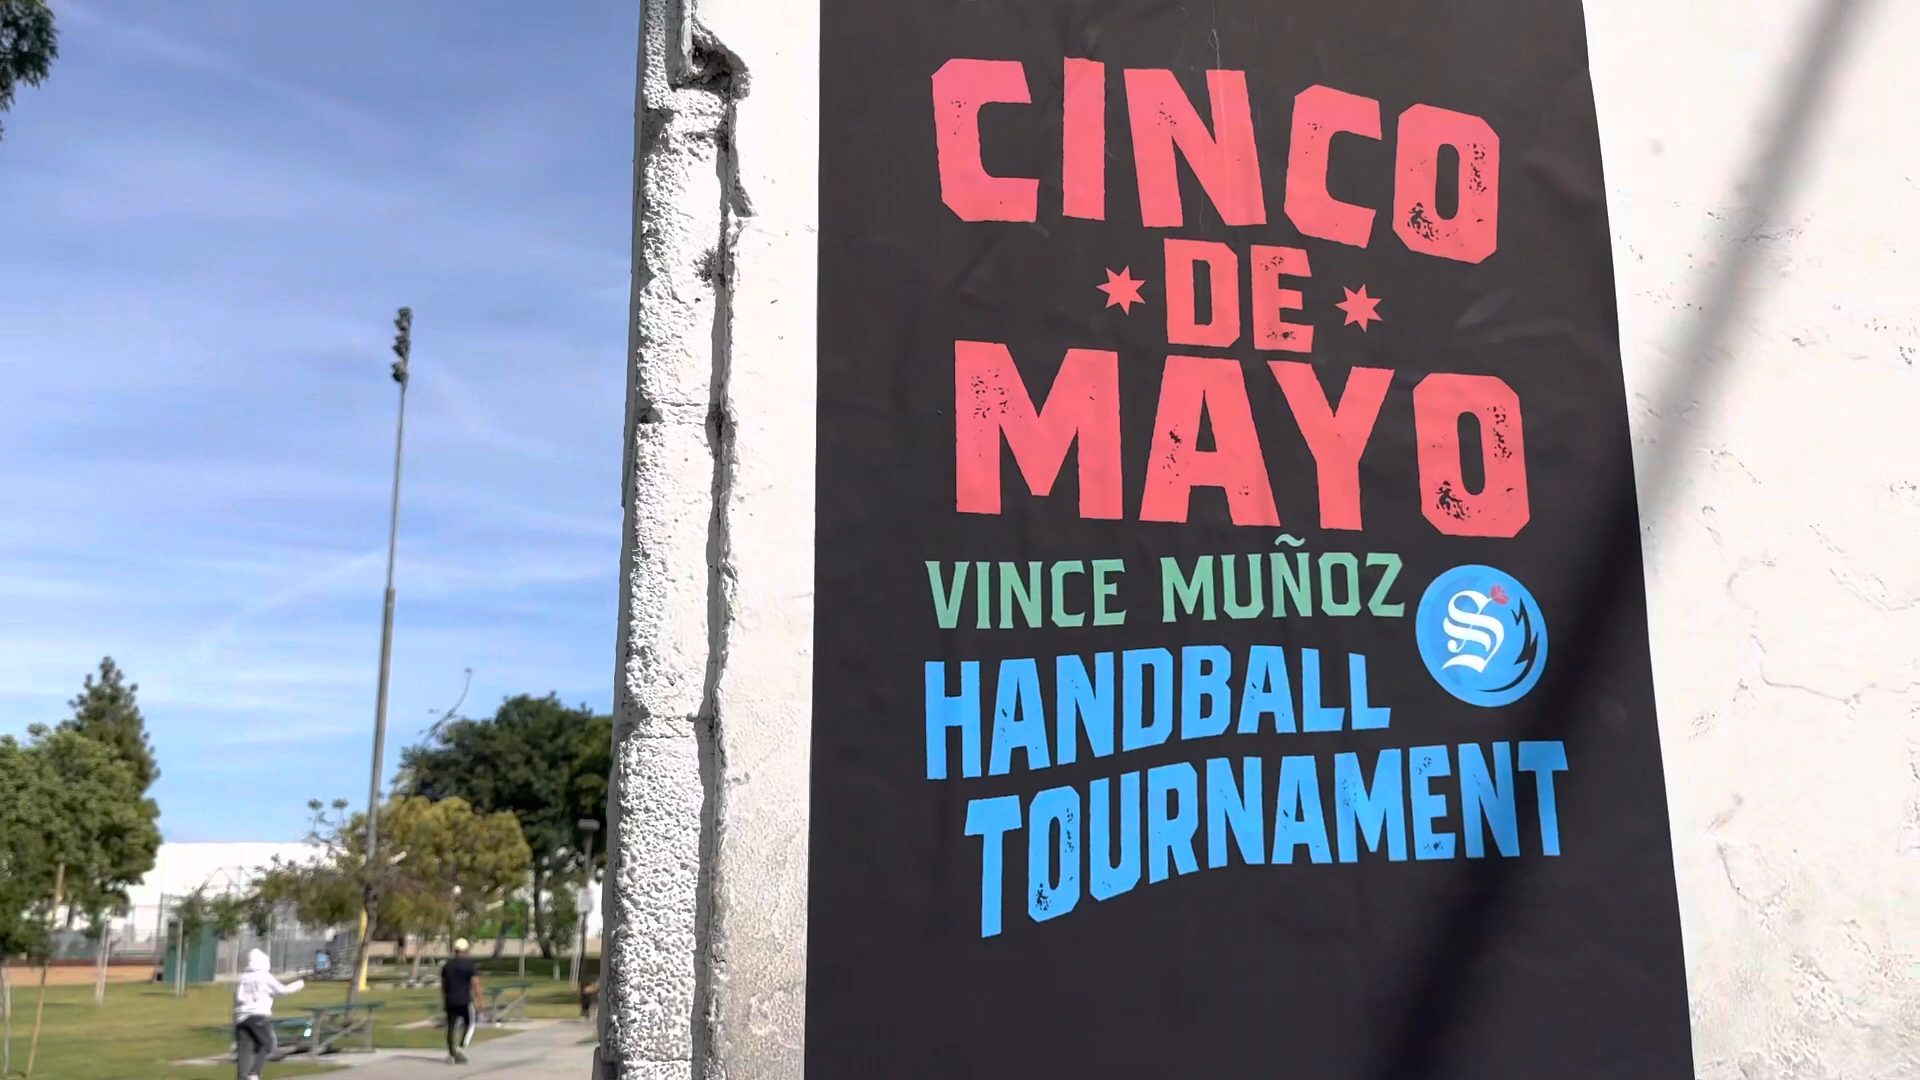 CINCO
DE
MAYO
VINCE MUÑOZ
S
HANDBALL
TOURNAMENT